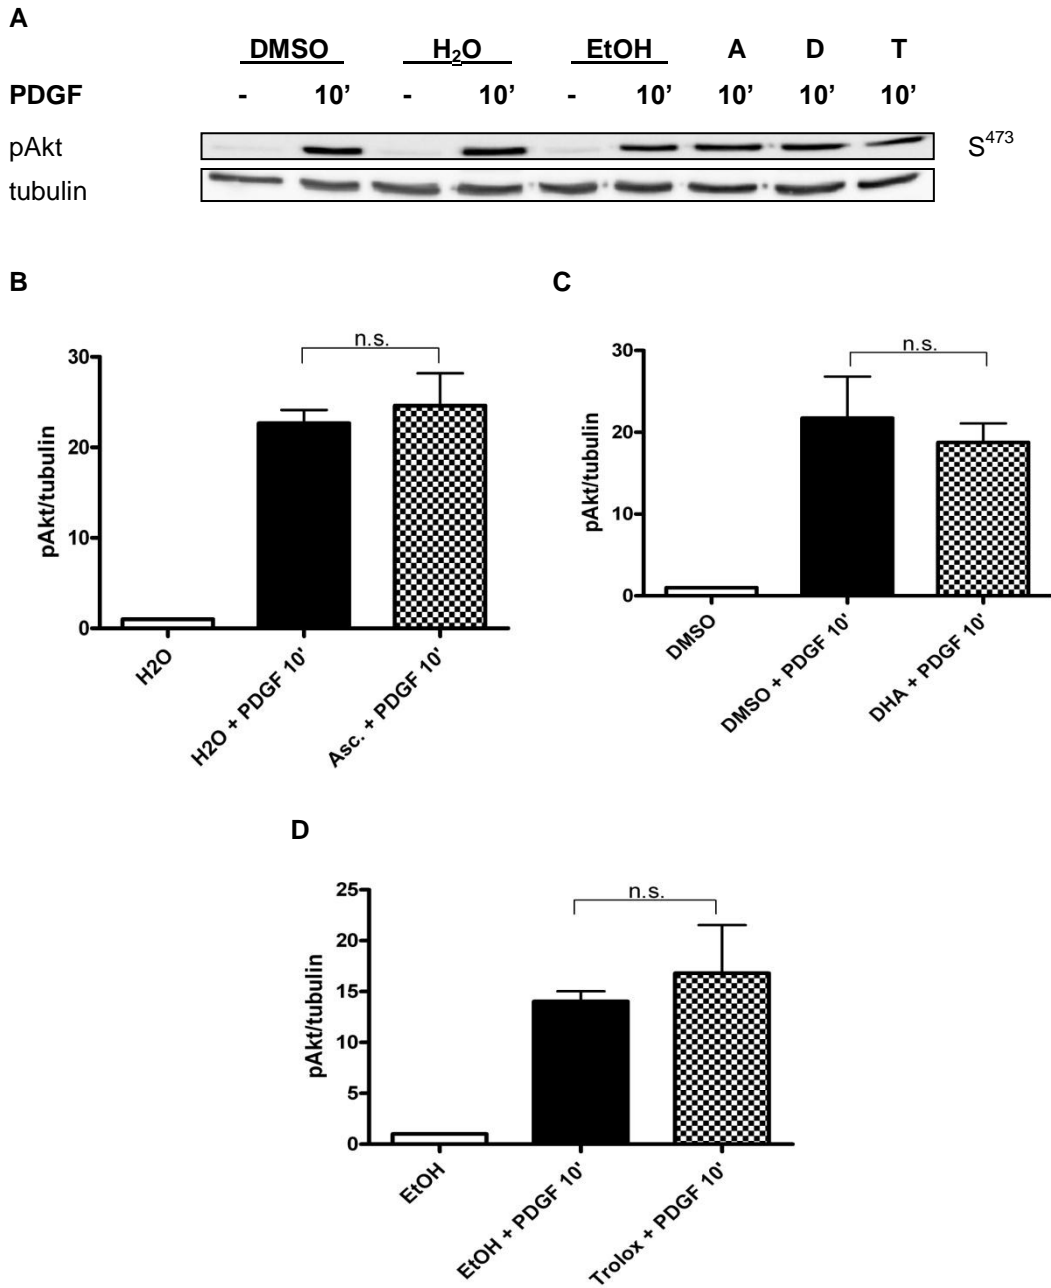 A
DMSO H₂O EtOH A D T
PDGF - 10’ - 10’ - 10’ 10’ 10’ 10’
pAkt S⁴⁷³
tubulin
B
n.s.
30
20
10
0
pAkt/tubulin
H2O
H2O + PDGF 10'
Asc. + PDGF 10'
C
n.s.
30
20
10
0
pAkt/tubulin
DMSO
DMSO + PDGF 10'
DHA + PDGF 10'
D
n.s.
25
20
15
10
5
0
pAkt/tubulin
EtOH
EtOH + PDGF 10'
Trolox + PDGF 10'